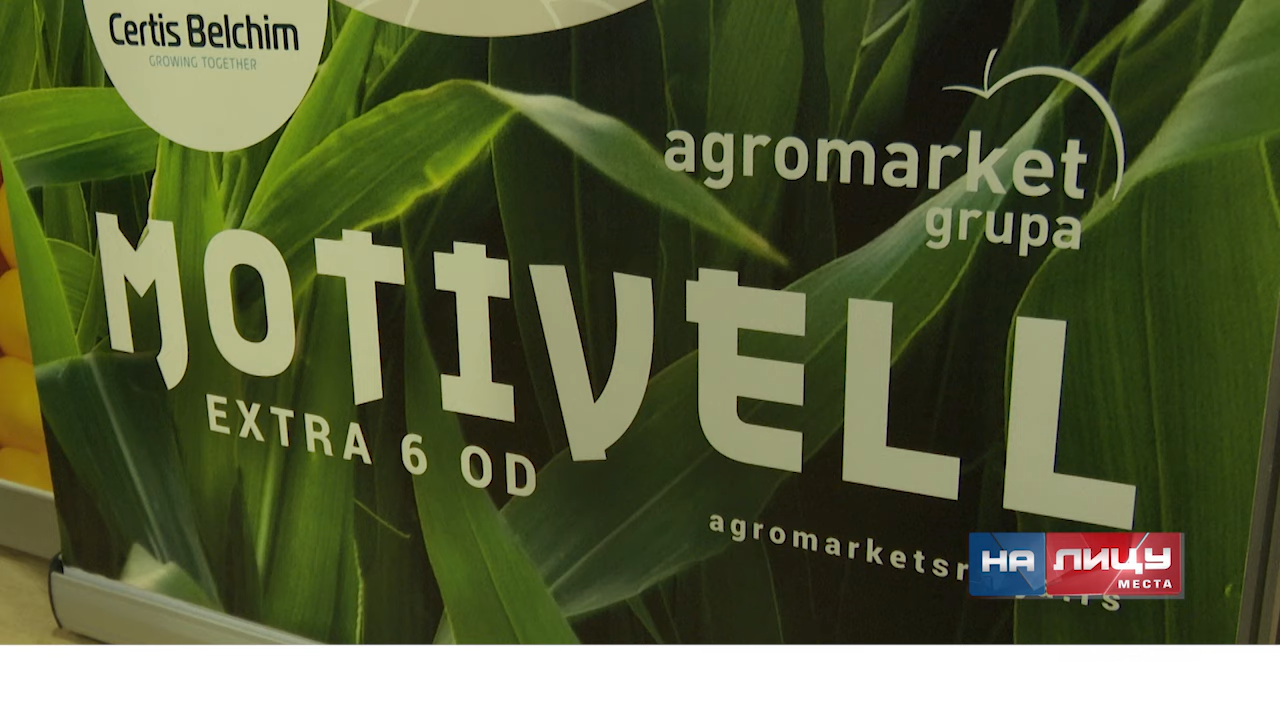 Certis Belchim
GROWING TOGETHER
agromarket
grupa
MOTIVELL
EXTRA 6 OD
НА ЛИЦУ
МЕСТА